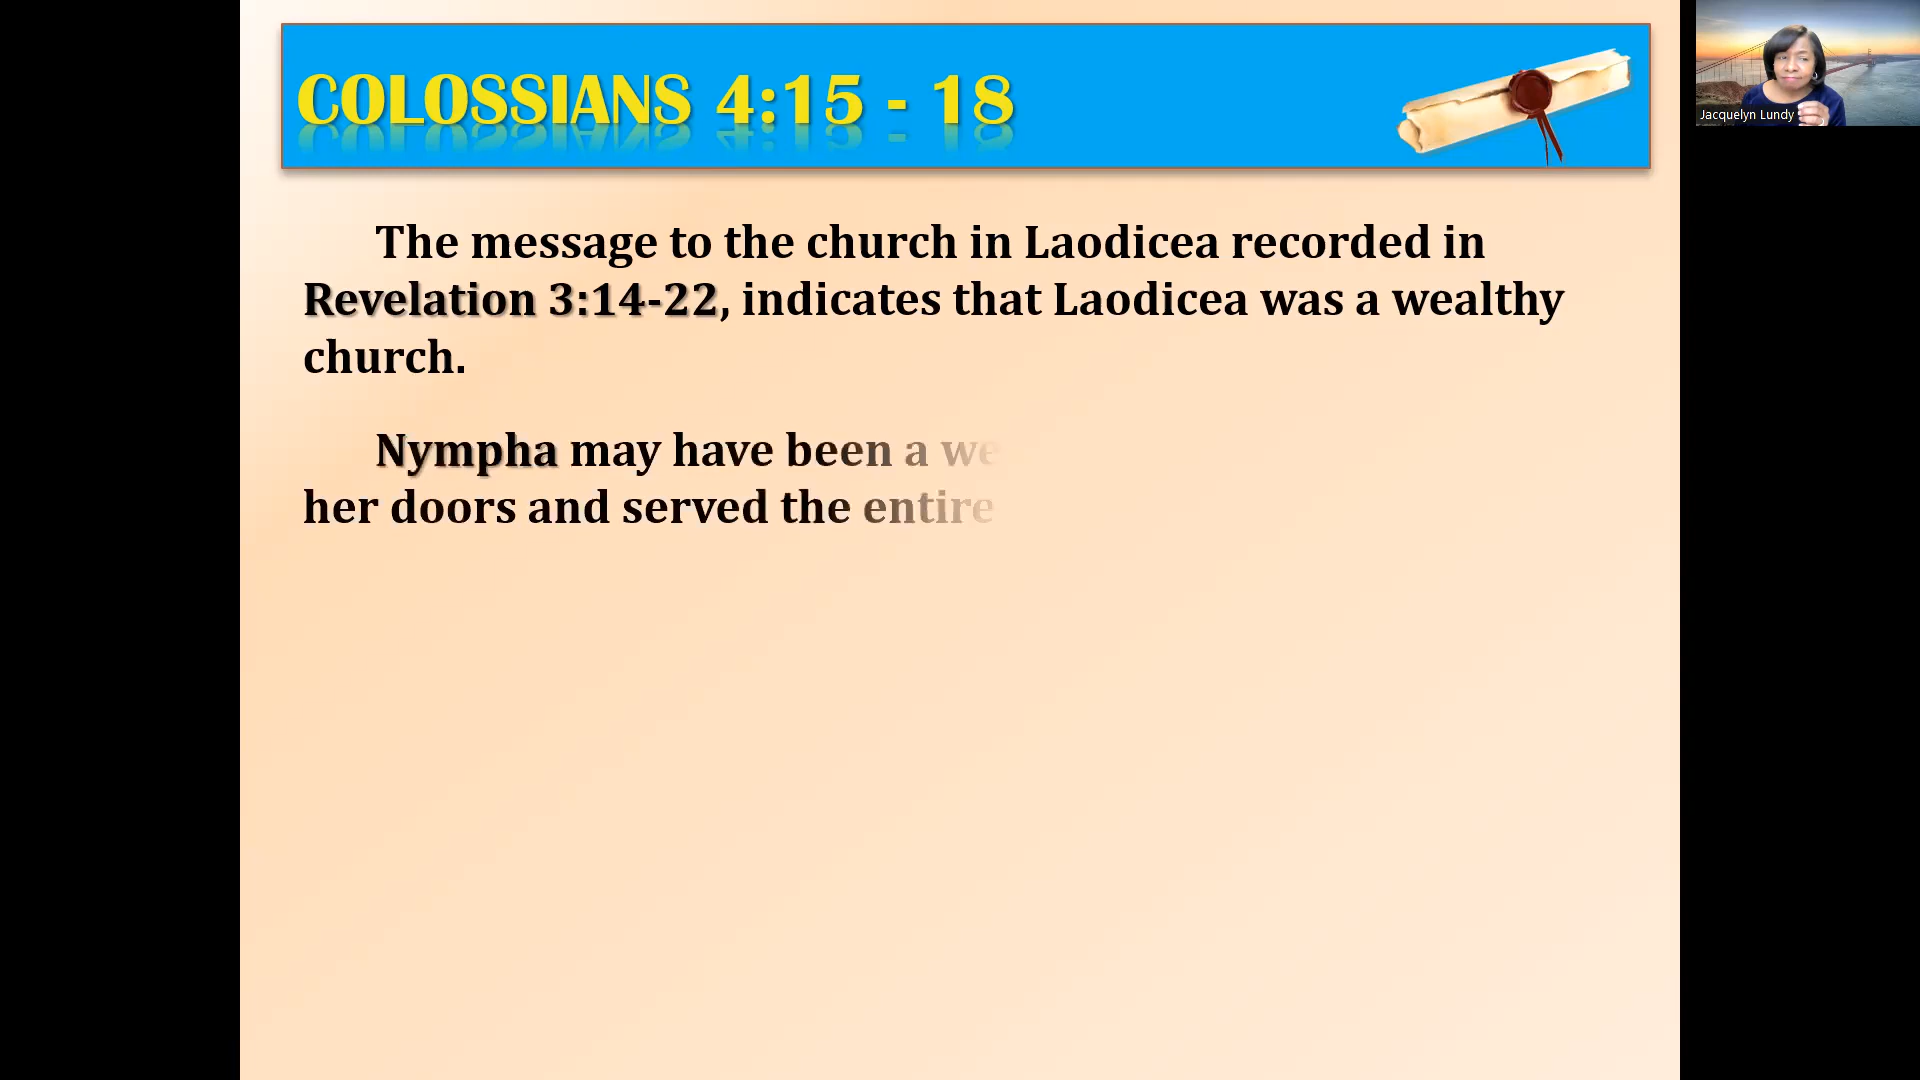 COLOSSIANS 4:15 - 18
Jacquelyn Lundy
The message to the church in Laodicea recorded in
Revelation 3:14-22, indicates that Laodicea was a wealthy
church.
Nympha may have been a
her doors and served the entire